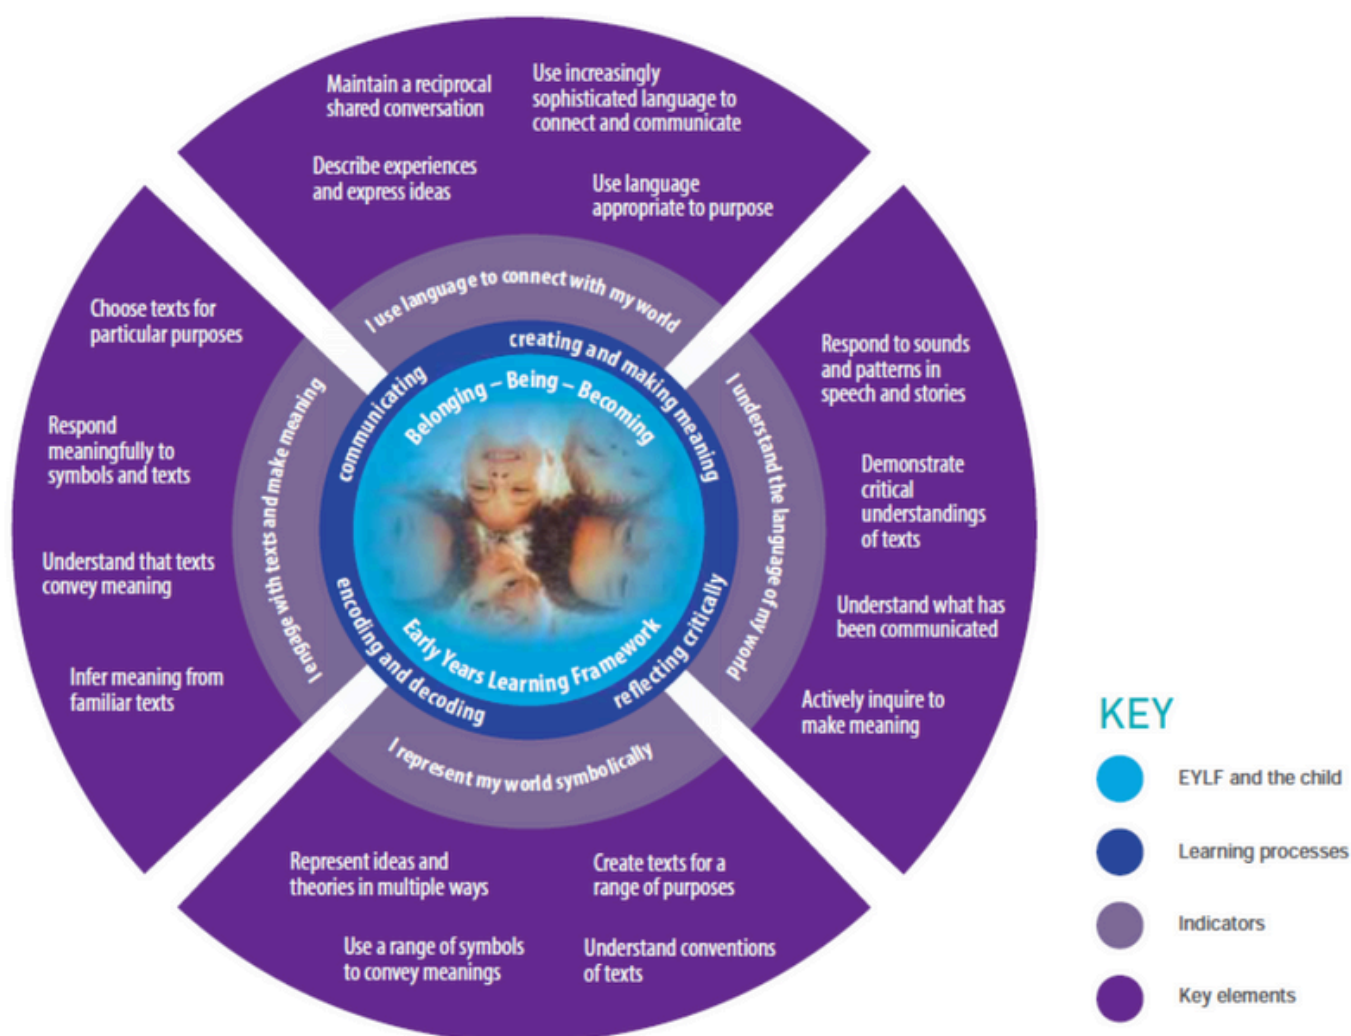 Maintain a reciprocal
shared conversation
Use increasingly
sophisticated language to
connect and communicate
Describe experiences
and express ideas
Use language
appropriate to purpose
I use language to connect with my world
Choose texts for
particular purposes
Respond
meaningfully to
symbols and texts
Understand that texts
convey meaning
Infer meaning from
familiar texts
I engage with texts and make meaning
communicating
creating and making meaning
Belonging – Being – Becoming
Early Years Learning Framework
encoding and decoding
reflecting critically
I understand the language of my world
Respond to sounds
and patterns in
speech and stories
Demonstrate
critical
understandings
of texts
Understand what has
been communicated
Actively inquire to
make meaning
I represent my world symbolically
Represent ideas and
theories in multiple ways
Create texts for a
range of purposes
Use a range of symbols
to convey meanings
Understand conventions
of texts
KEY
EYLF and the child
Learning processes
Indicators
Key elements